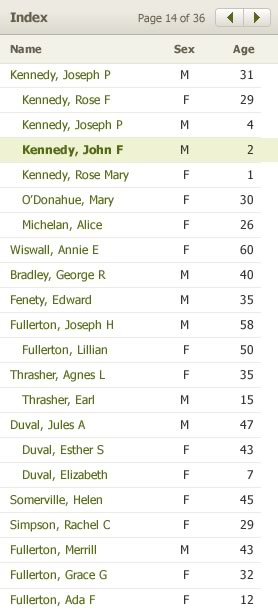 Index Page 14 of 36
Name Sex Age
Kennedy, Joseph P M 31
Kennedy, Rose F F 29
Kennedy, Joseph P M 4
Kennedy, John F M 2
Kennedy, Rose Mary F 1
O'Donahue, Mary F 30
Michelan, Alice F 26
Wiswall, Annie E F 60
Bradley, George R M 40
Fenety, Edward M 35
Fullerton, Joseph H M 58
Fullerton, Lillian F 50
Thrasher, Agnes L F 35
Thrasher, Earl M 15
Duval, Jules A M 47
Duval, Esther S F 43
Duval, Elizabeth F 7
Somerville, Helen F 45
Simpson, Rachel C F 29
Fullerton, Merrill M 43
Fullerton, Grace G F 32
Fullerton, Ada F F 12